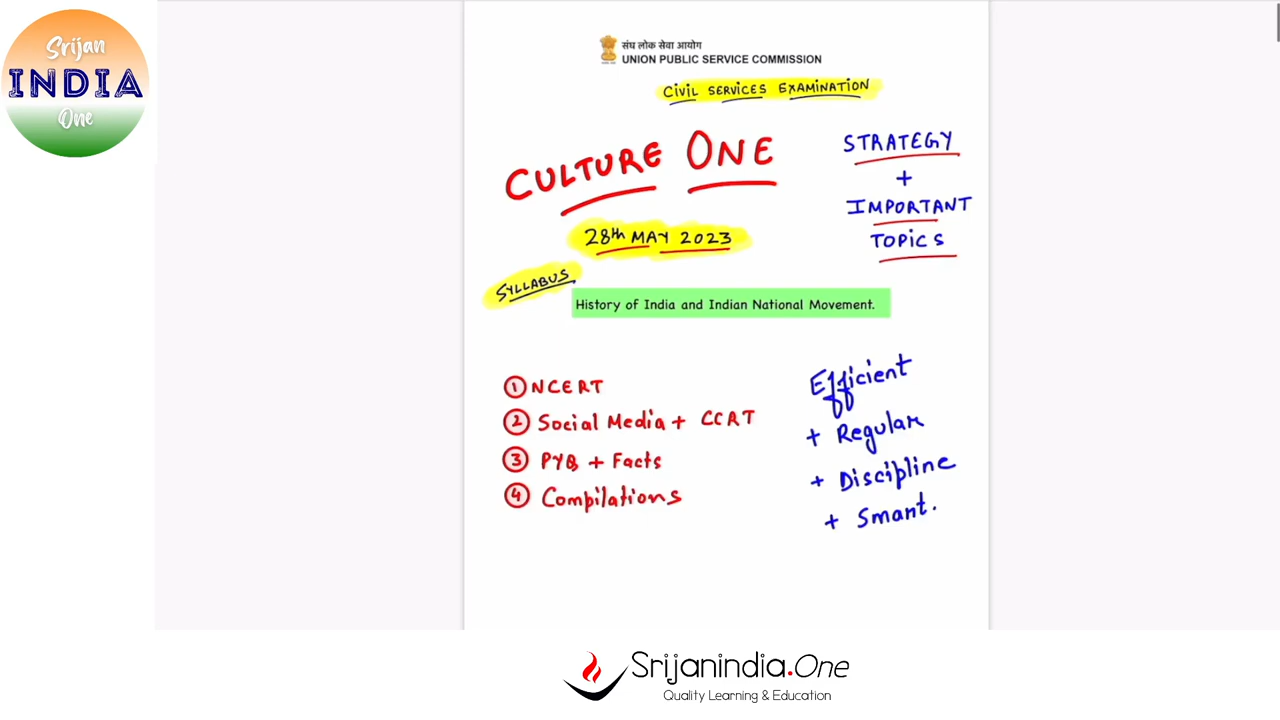 Srijan
INDIA
One
संघ लोक सेवा आयोग
UNION PUBLIC SERVICE COMMISSION
CIVIL SERVICES EXAMINATION
CULTURE ONE
STRATEGY
+
IMPORTANT
TOPICS
28th MAY 2023
SYLLABUS
History of India and Indian National Movement.
① NCERT
② Social Media + CCRT
③ PYQ + Facts
④ Compilations
Efficient
+ Regular
+ Discipline
+ Smart.
Srijanindia.One
Quality Learning & Education